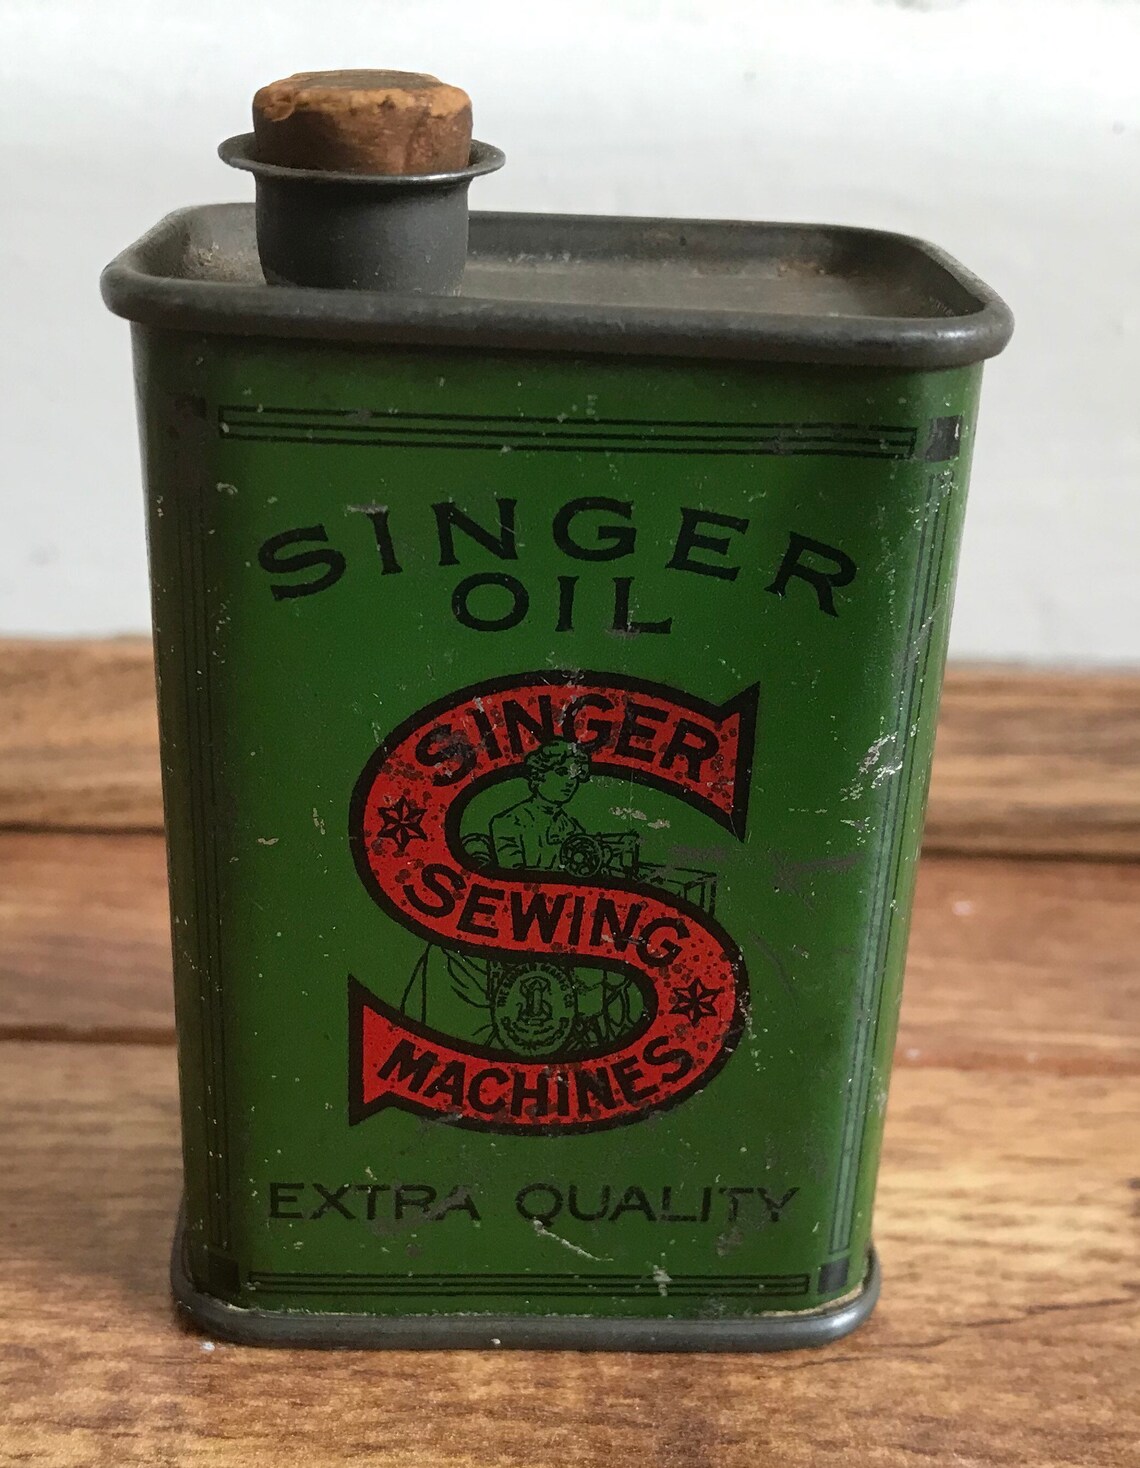 SINGER
OIL
SINGER
SEWING
MACHINES
EXTRA QUALITY